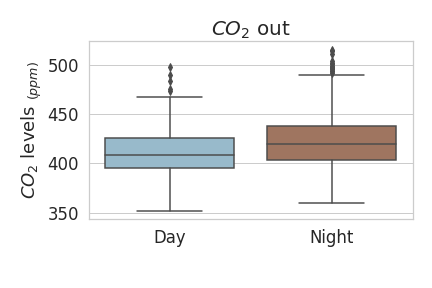 CO₂ out
CO₂ levels (ppm)
500
450
400
350
Day Night